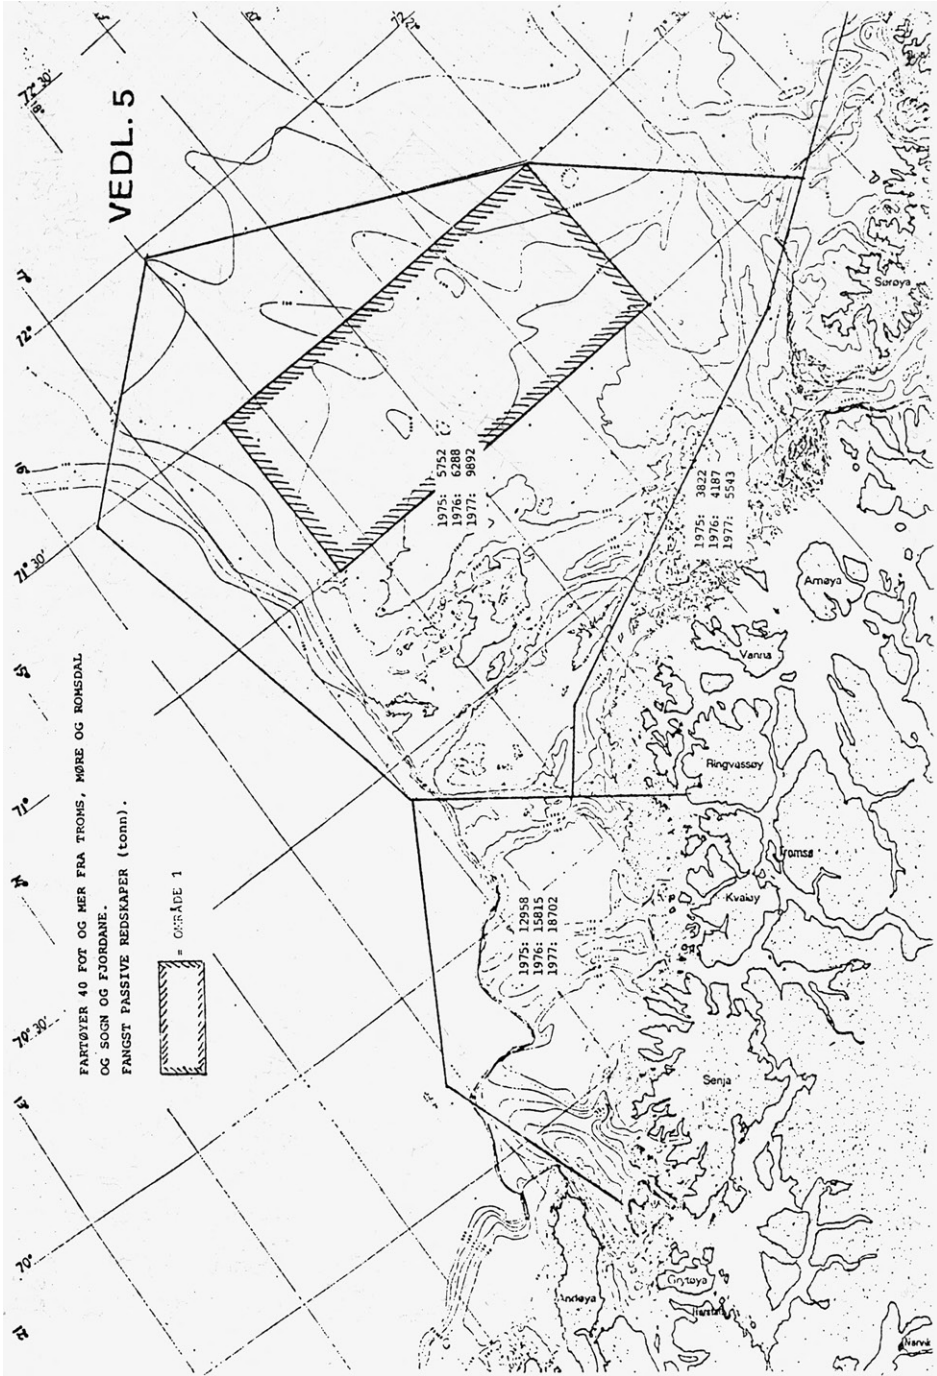 VEDL. 5
FARTØYER 40 FOT OG MER FRA TROMS, MØRE OG ROMSDAL
OG SOGN OG FJORDANE.
FANGST PASSIVE REDSKAPER (tonn).
= OMRÅDE 1
70°
70° 30'
71°
71° 30'
72°
72° 30'
1975: 5752
1976: 6288
1977: 9892
1975: 3822
1976: 4187
1977: 5543
1975: 12958
1976: 15815
1977: 18702
Sørøya
Arnøya
Vanna
Ringvassøy
Tromsø
Kvaløy
Senja
Grytøya
Andøya
Narvik